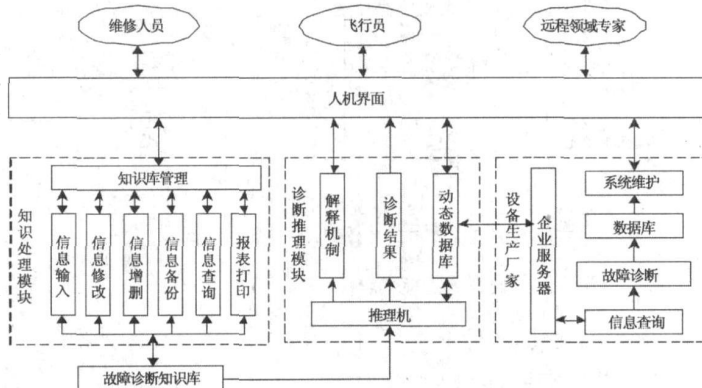 维修人员
飞行员
远程领域专家
人机界面
知识处理模块
知识库管理
信息输入
信息修改
信息增删
信息备份
信息查询
报表打印
故障诊断知识库
诊断推理模块
解释机制
诊断结果
动态数据库
推理机
设备生产厂家
企业服务器
系统维护
数据库
故障诊断
信息查询